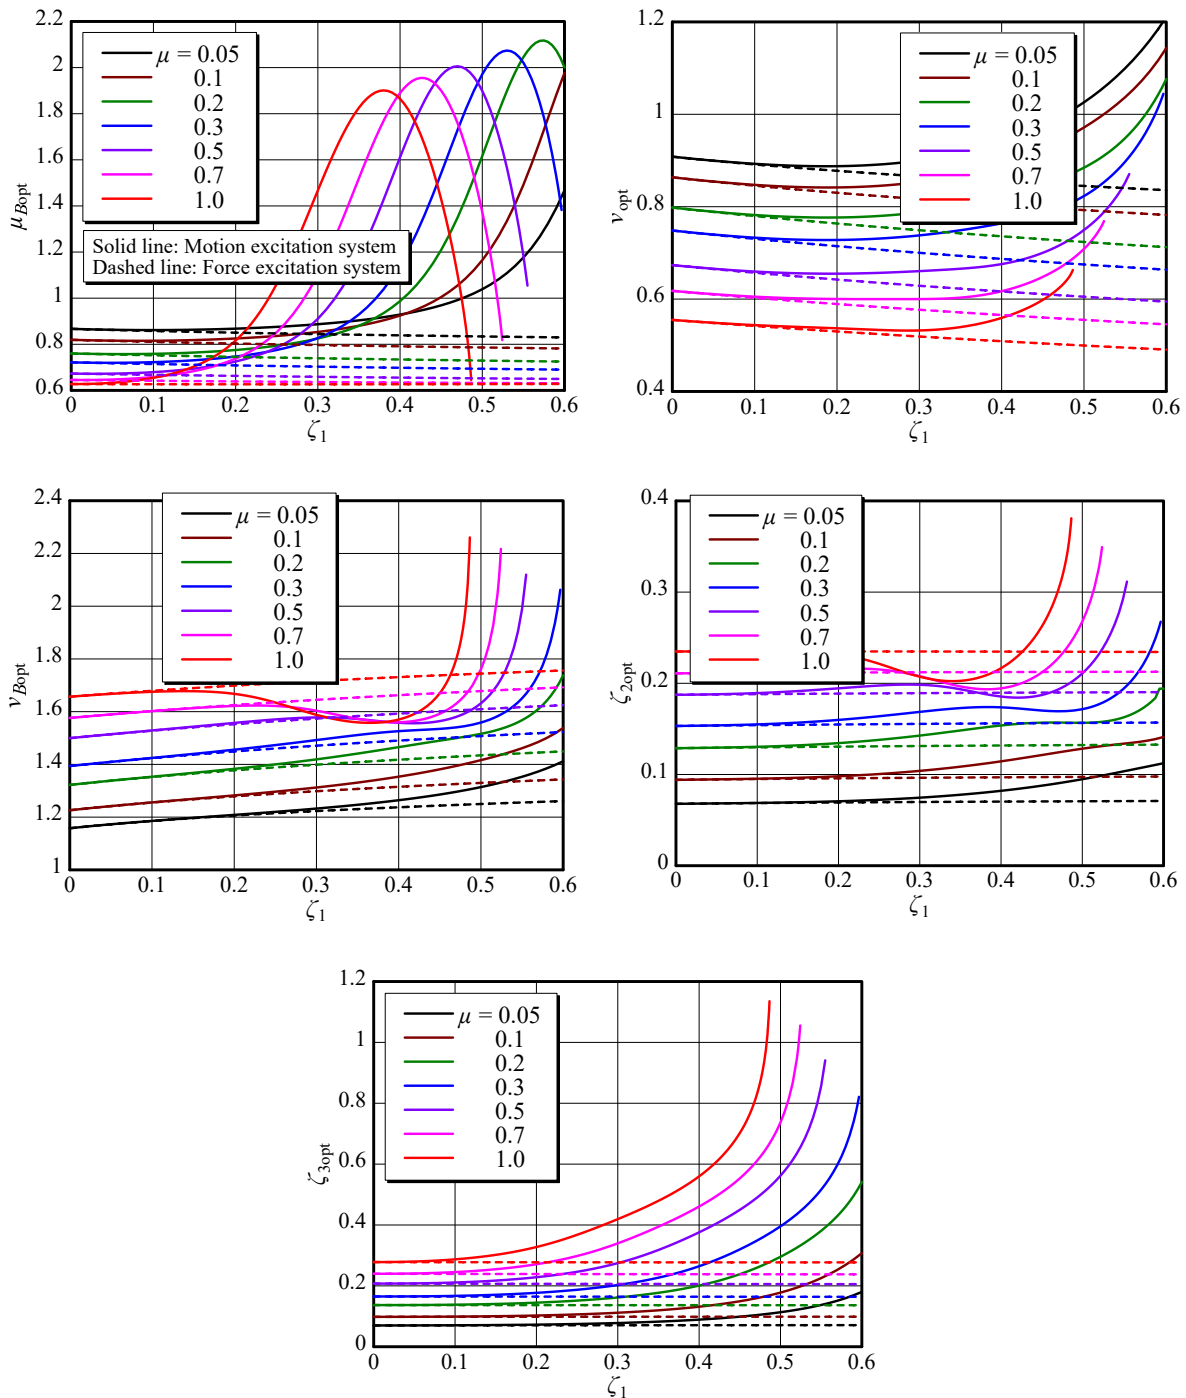 2.2
2
1.8
1.6
1.4
1.2
1
0.8
0.6
μBopt
μ = 0.05
0.1
0.2
0.3
0.5
0.7
1.0
Solid line: Motion excitation system
Dashed line: Force excitation system
0 0.1 0.2 0.3 0.4 0.5 0.6
ζ1
1.2
1
0.8
0.6
0.4
νopt
μ = 0.05
0.1
0.2
0.3
0.5
0.7
1.0
0 0.1 0.2 0.3 0.4 0.5 0.6
ζ1
2.4
2.2
2
1.8
1.6
1.4
1.2
1
νBopt
μ = 0.05
0.1
0.2
0.3
0.5
0.7
1.0
0 0.1 0.2 0.3 0.4 0.5 0.6
ζ1
0.4
0.3
0.2
0.1
0
ζ2opt
μ = 0.05
0.1
0.2
0.3
0.5
0.7
1.0
0 0.1 0.2 0.3 0.4 0.5 0.6
ζ1
1.2
1
0.8
0.6
0.4
0.2
0
ζ3opt
μ = 0.05
0.1
0.2
0.3
0.5
0.7
1.0
0 0.1 0.2 0.3 0.4 0.5 0.6
ζ1